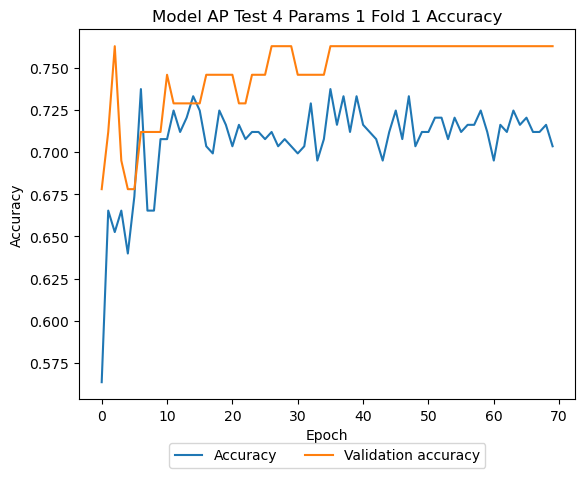 Model AP Test 4 Params 1 Fold 1 Accuracy
0.750
0.725
0.700
0.675
0.650
0.625
0.600
0.575
Accuracy
0 10 20 30 40 50 60 70
Epoch
Accuracy Validation accuracy